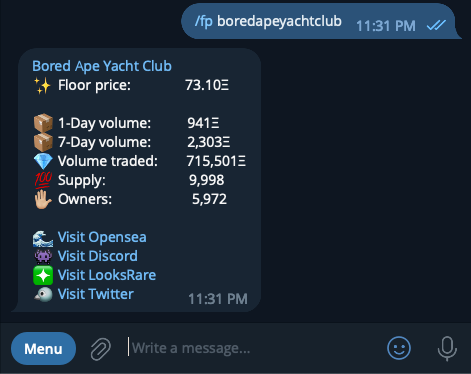 /fp boredapeyachtclub 11:31 PM
Bored Ape Yacht Club
✨ Floor price: 73.10Ξ
📦 1-Day volume: 941Ξ
📦 7-Day volume: 2,303Ξ
💎 Volume traded: 715,501Ξ
💯 Supply: 9,998
✋🏼 Owners: 5,972
🌊 Visit Opensea
👾 Visit Discord
❇️ Visit LooksRare
🐦 Visit Twitter
11:31 PM
Menu
Write a message...